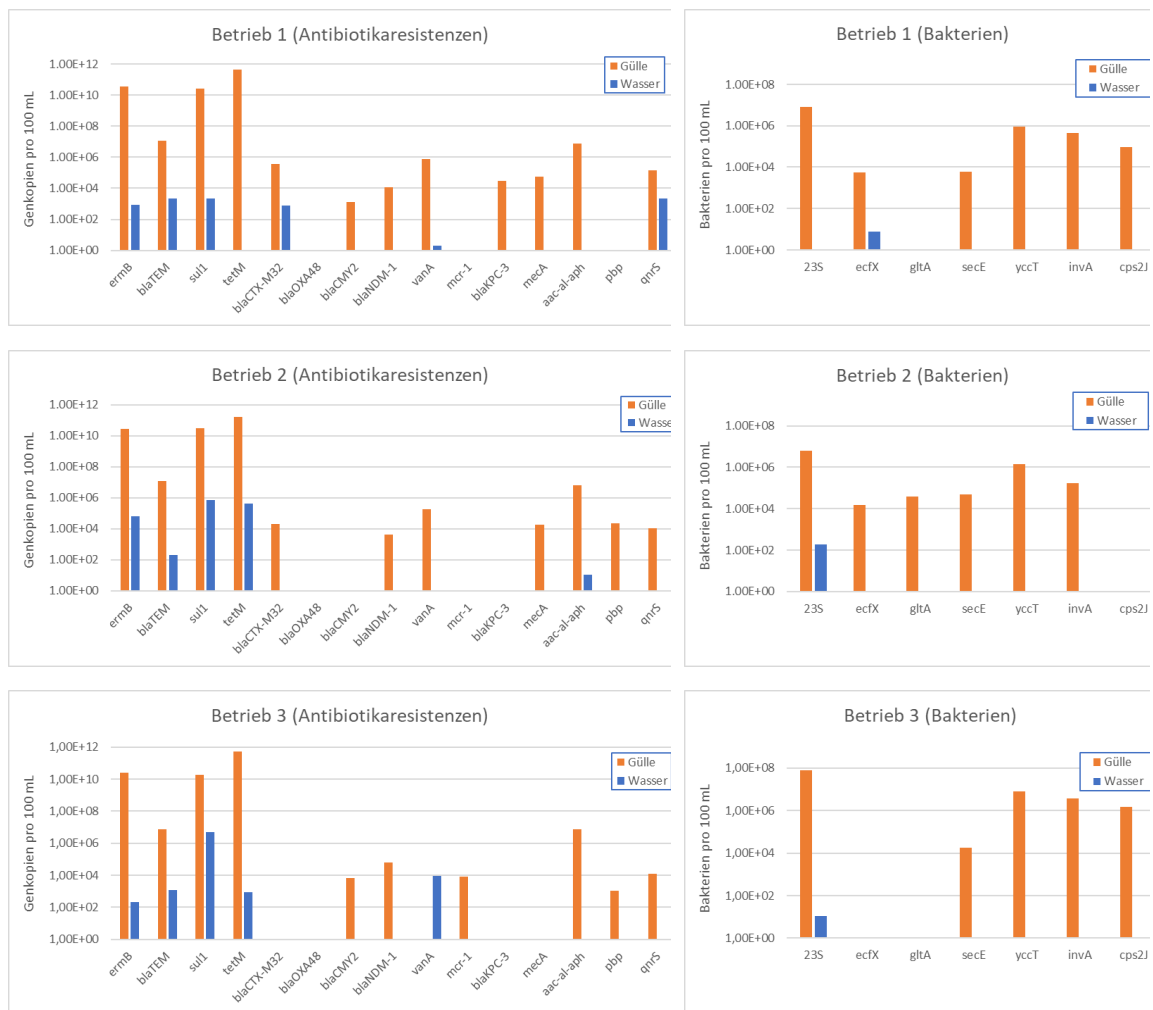 Betrieb 1 (Antibiotikaresistenzen)
Genkopien pro 100 mL
1.00E+12
1.00E+10
1.00E+08
1.00E+06
1.00E+04
1.00E+02
1.00E+00
Gülle
Wasser
ermB
blaTEM
sul1
tetM
blaCTX-M32
blaOXA48
blaCMY2
blaNDM-1
vanA
mcr-1
blaKPC-3
mecA
aac-al-aph
pbp
qnrS
Betrieb 1 (Bakterien)
Bakterien pro 100 mL
1.00E+08
1.00E+06
1.00E+04
1.00E+02
1.00E+00
Gülle
Wasser
23S
ecfX
gltA
secE
yccT
invA
cps2J
Betrieb 2 (Antibiotikaresistenzen)
Genkopien pro 100 mL
1.00E+12
1.00E+10
1.00E+08
1.00E+06
1.00E+04
1.00E+02
1.00E+00
Gülle
Wasser
ermB
blaTEM
sul1
tetM
blaCTX-M32
blaOXA48
blaCMY2
blaNDM-1
vanA
mcr-1
blaKPC-3
mecA
aac-al-aph
pbp
qnrS
Betrieb 2 (Bakterien)
Bakterien pro 100 mL
1.00E+08
1.00E+06
1.00E+04
1.00E+02
1.00E+00
Gülle
Wasser
23S
ecfX
gltA
secE
yccT
invA
cps2J
Betrieb 3 (Antibiotikaresistenzen)
Genkopien pro 100 mL
1,00E+12
1,00E+10
1,00E+08
1,00E+06
1,00E+04
1,00E+02
1,00E+00
Gülle
Wasser
ermB
blaTEM
sul1
tetM
blaCTX-M32
blaOXA48
blaCMY2
blaNDM-1
vanA
mcr-1
blaKPC-3
mecA
aac-al-aph
pbp
qnrS
Betrieb 3 (Bakterien)
Bakterien pro 100 mL
1,00E+08
1,00E+06
1,00E+04
1,00E+02
1,00E+00
Gülle
Wasser
23S
ecfX
gltA
secE
yccT
invA
cps2J